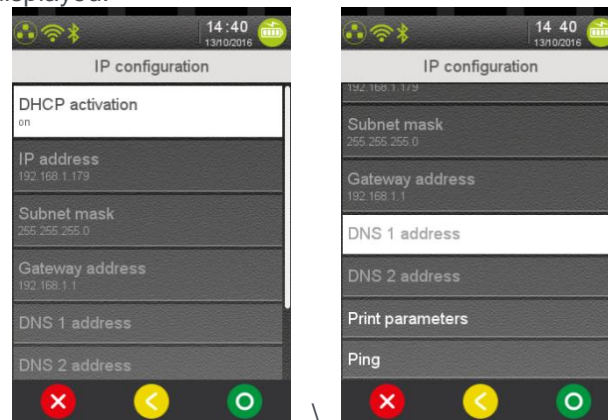 displayed.
14:40
13/10/2016
IP configuration
DHCP activation
on
IP address
192.168.1.179
Subnet mask
255.255.255.0
Gateway address
192.168.1.1
DNS 1 address
DNS 2 address
\
14 40
13/10/2016
IP configuration
192.168.1.179
Subnet mask
255.255.255.0
Gateway address
192.168.1.1
DNS 1 address
DNS 2 address
Print parameters
Ping